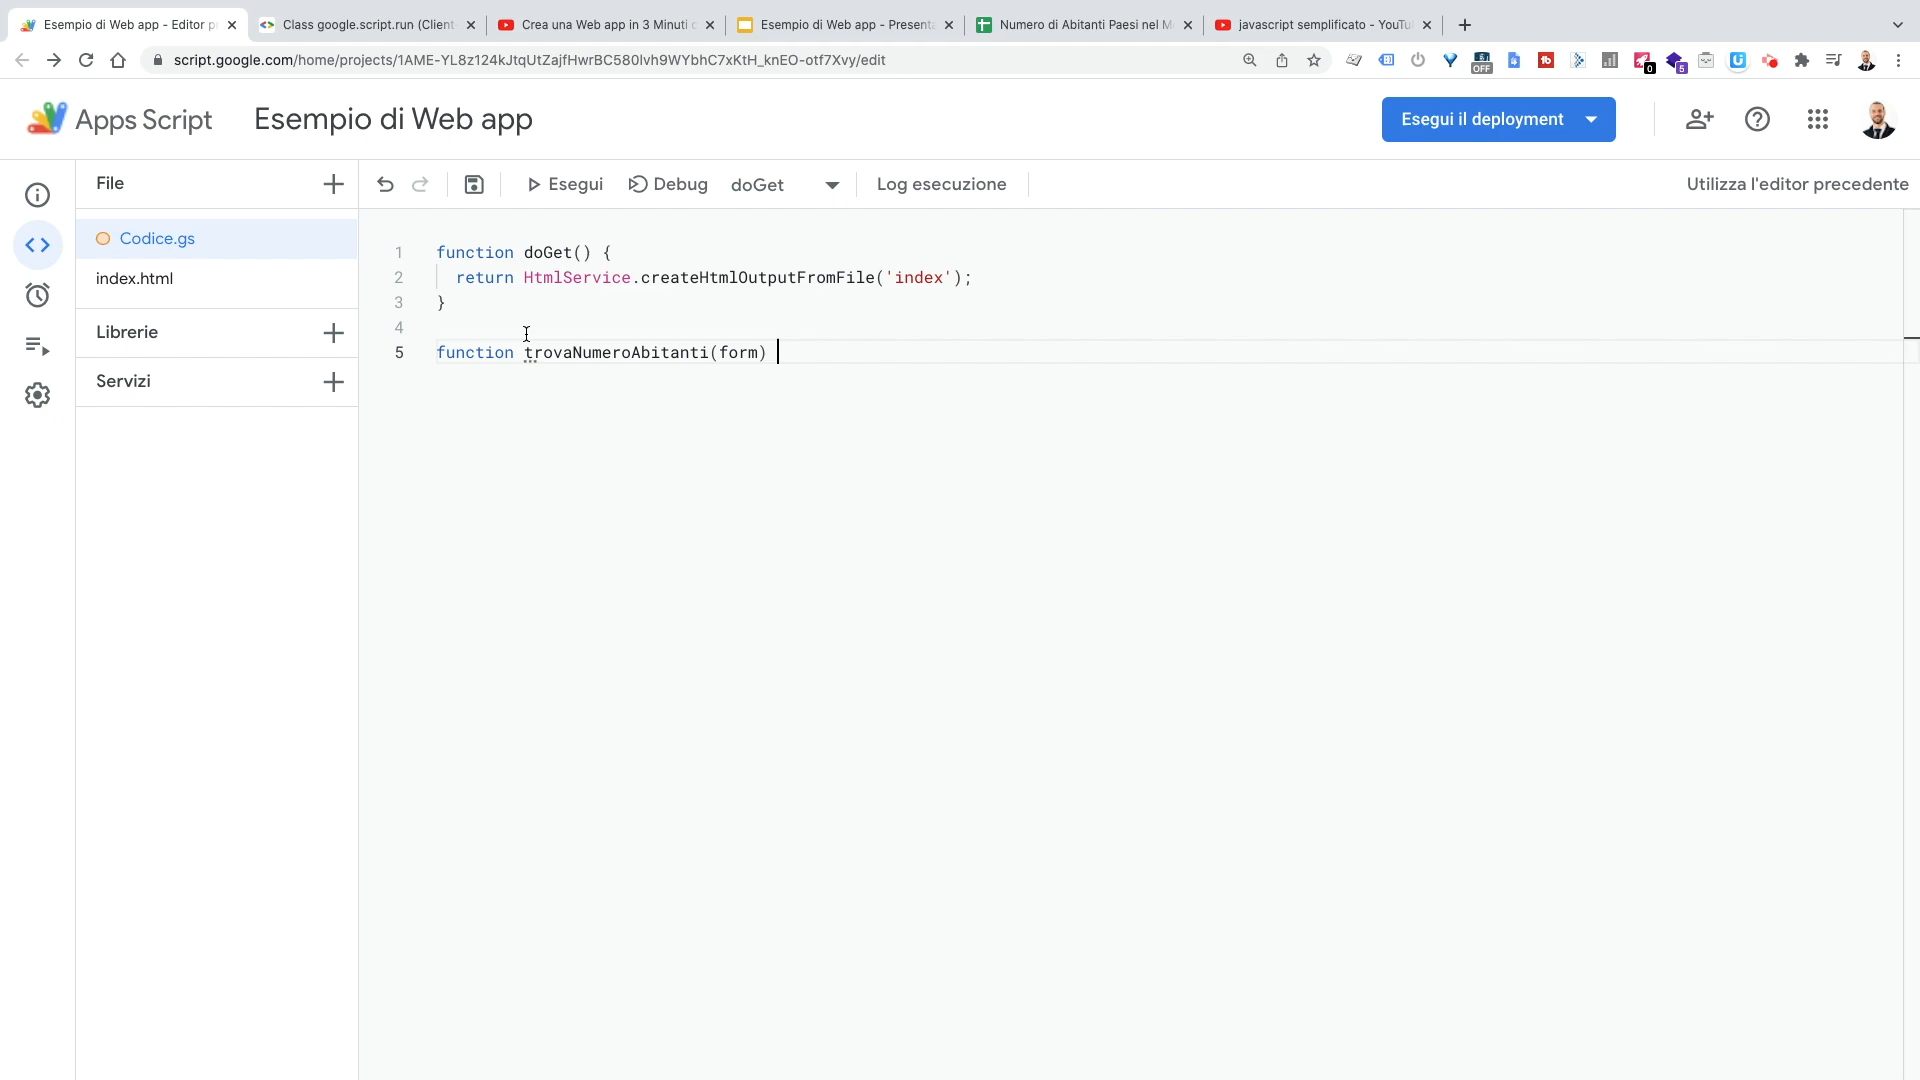 Esempio di Web app - Editor p
Class google.script.run (Client-
Crea una Web app in 3 Minuti c
Esempio di Web app - Presenta
Numero di Abitanti Paesi nel M
javascript semplificato - YouTu
script.google.com/home/projects/1AME-YL8z124kJtqUtZajfHwrBC580lvh9WYbhC7xKtH_knEO-otf7Xvy/edit
OFF
0
5
Apps Script
Esempio di Web app
Esegui il deployment
File
Esegui
Debug
doGet
Log esecuzione
Utilizza l'editor precedente
Codice.gs
index.html
Librerie
Servizi
1 function doGet() {
2 return HtmlService.createHtmlOutputFromFile('index');
3 }
4
5 function trovaNumeroAbitanti(form)